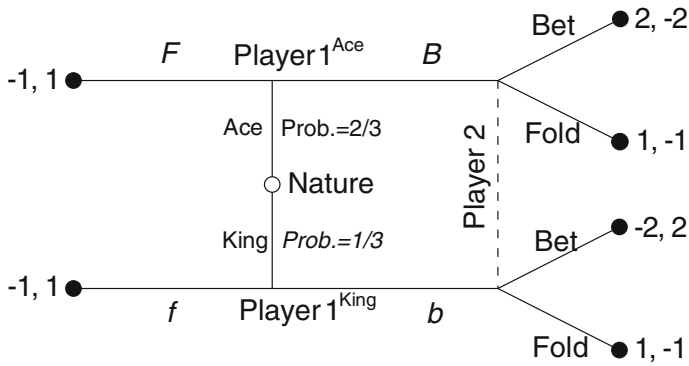 2, -2
Bet
F Player 1^Ace B
-1, 1
Ace Prob.=2/3
Fold 1, -1
Player 2
Nature
King Prob.=1/3
Bet -2, 2
-1, 1
f Player 1^King b
Fold 1, -1